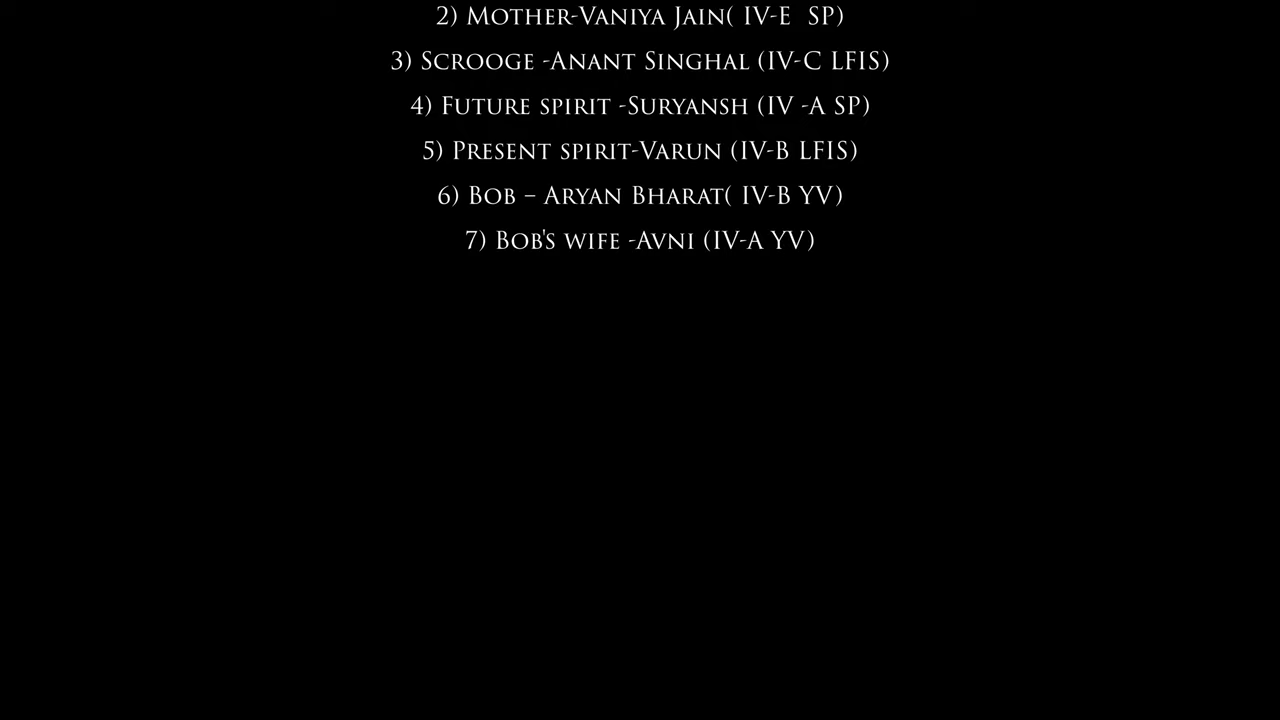 2) Mother-Vaniya Jain( IV-E  SP)
3) Scrooge -Anant Singhal (IV-C LFIS)
4) Future spirit -Suryansh (IV -A SP)
5) Present spirit-Varun (IV-B LFIS)
6) Bob – Aryan Bharat( IV-B YV)
7) Bob's wife -Avni (IV-A YV)